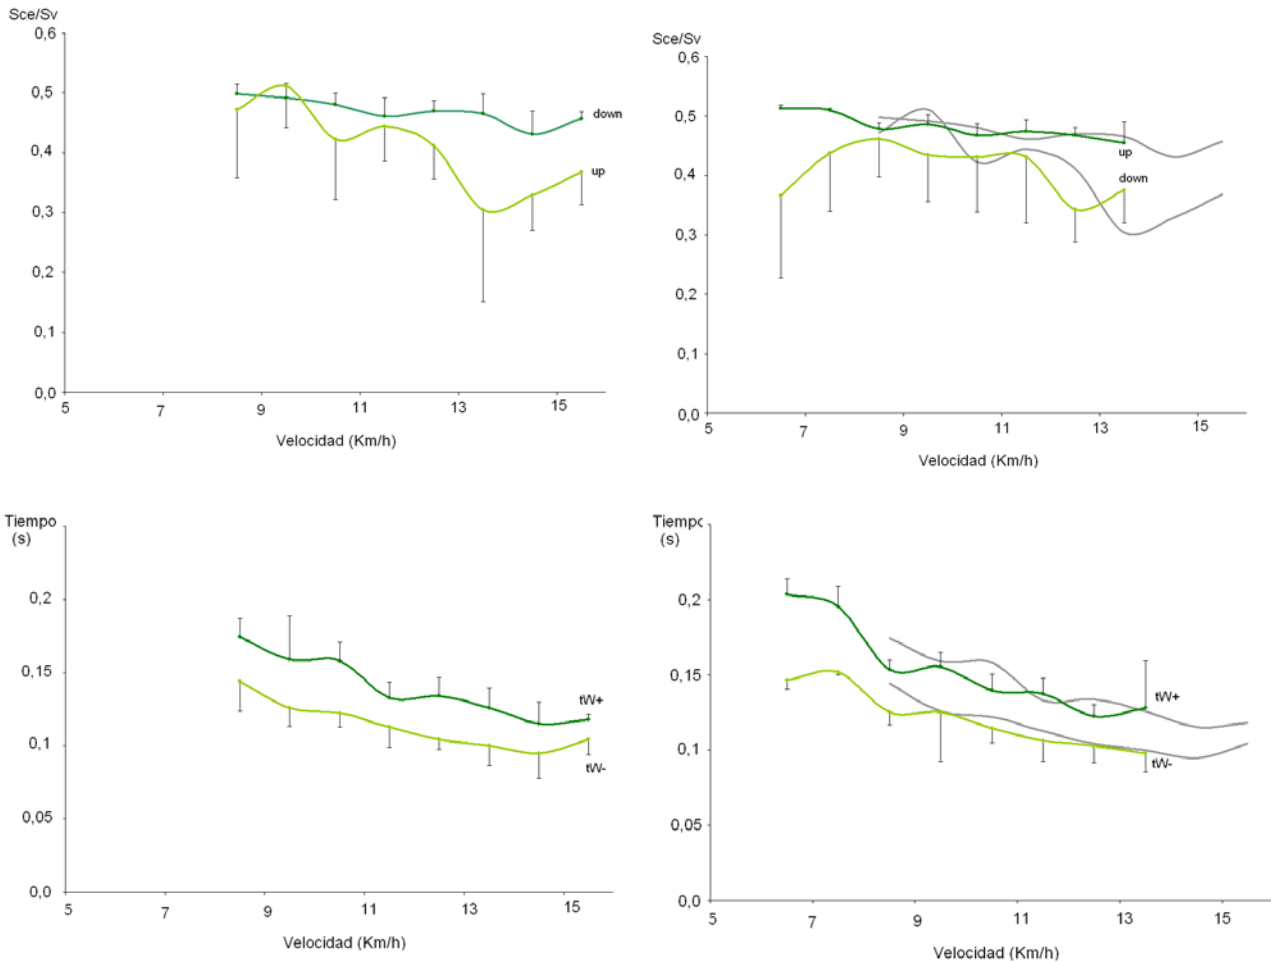 Sce/Sv
0,6
0,5
0,4
0,3
0,2
0,1
0,0
down
up
5 7 9 11 13 15
Velocidad (Km/h)
Sce/Sv
0,6
0,5
0,4
0,3
0,2
0,1
0,0
up
down
5 7 9 11 13 15
Velocidad (Km/h)
Tiempo
(s)
0,2
0,15
0,1
0,05
0,0
tW+
tW-
5 7 9 11 13 15
Velocidad (Km/h)
Tiempo
(s)
0,2
0,15
0,1
0,05
0,0
tW+
tW-
5 7 9 11 13 15
Velocidad (Km/h)